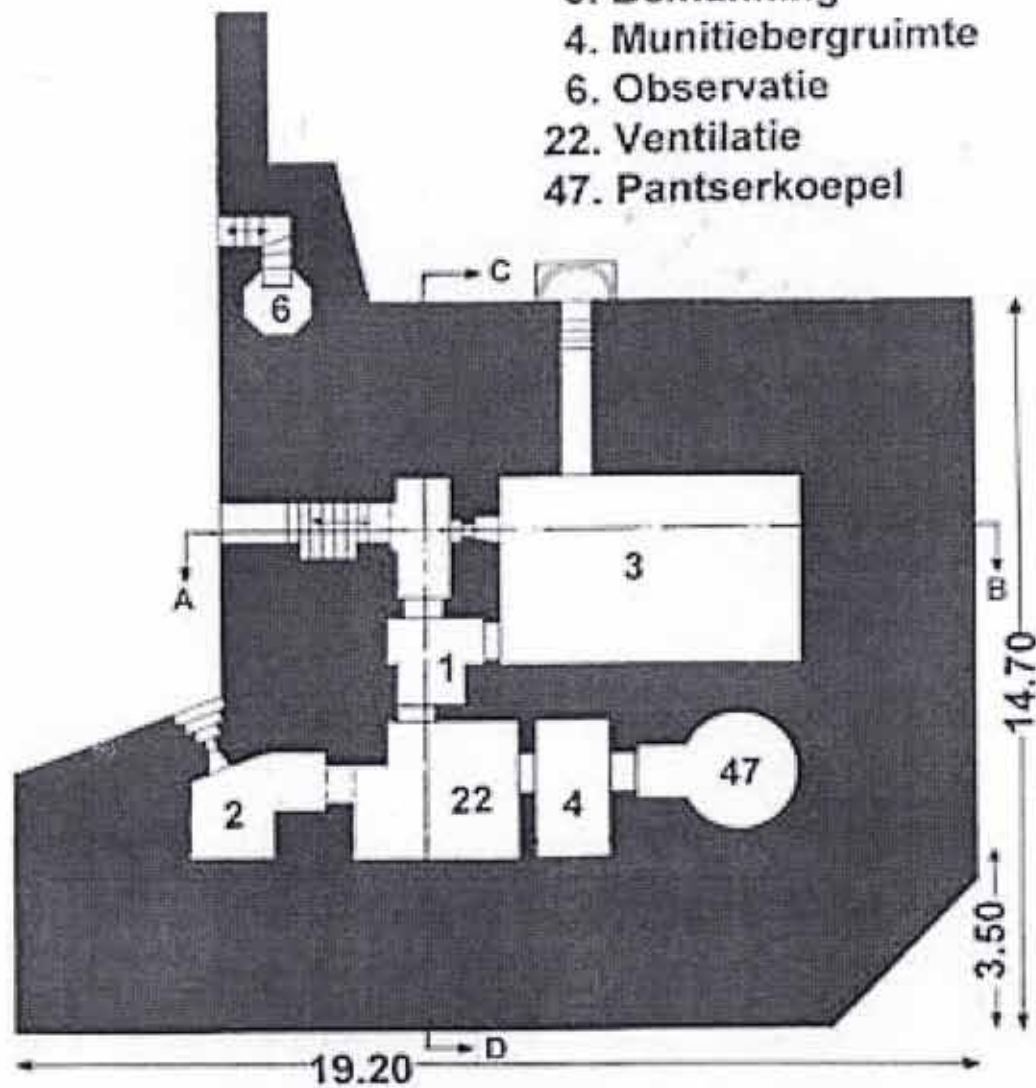 4. Munitiebergruimte
6. Observatie
22. Ventilatie
47. Pantserkoepel
C
6
A
3
B
1
14.70
2
22
4
47
3.50
D
19.20